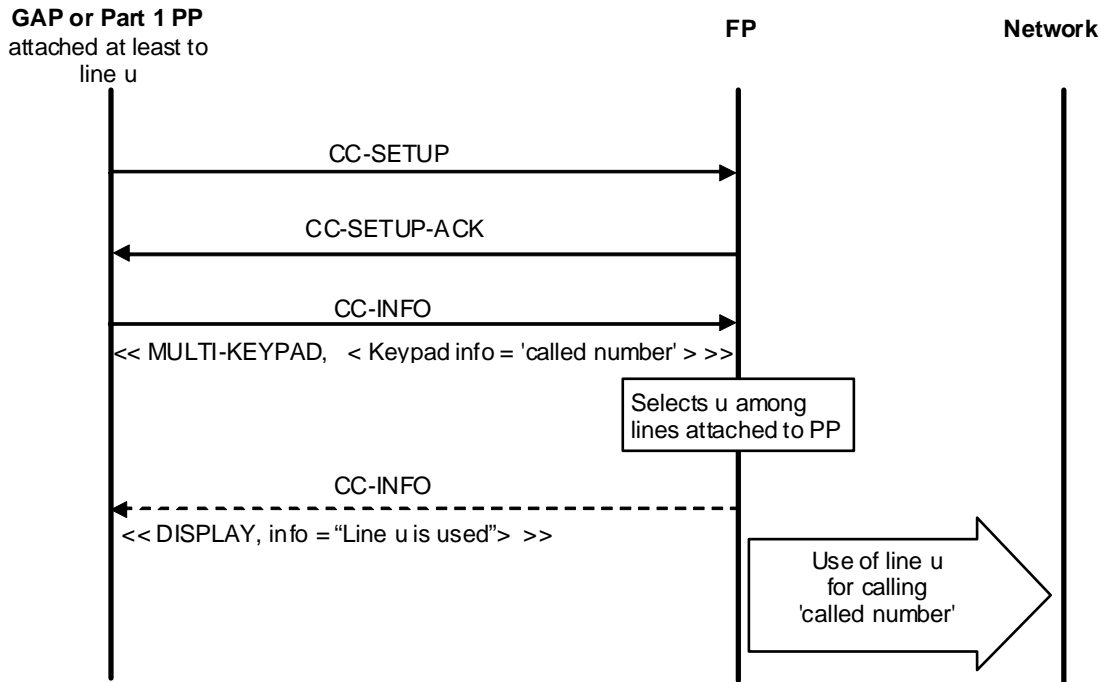 GAP or Part 1 PP
attached at least to
line u
FP
Network
CC-SETUP
CC-SETUP-ACK
CC-INFO
<< MULTI-KEYPAD, < Keypad info = 'called number' > >>
Selects u among
lines attached to PP
CC-INFO
<< DISPLAY, info = “Line u is used”> >>
Use of line u
for calling
'called number'